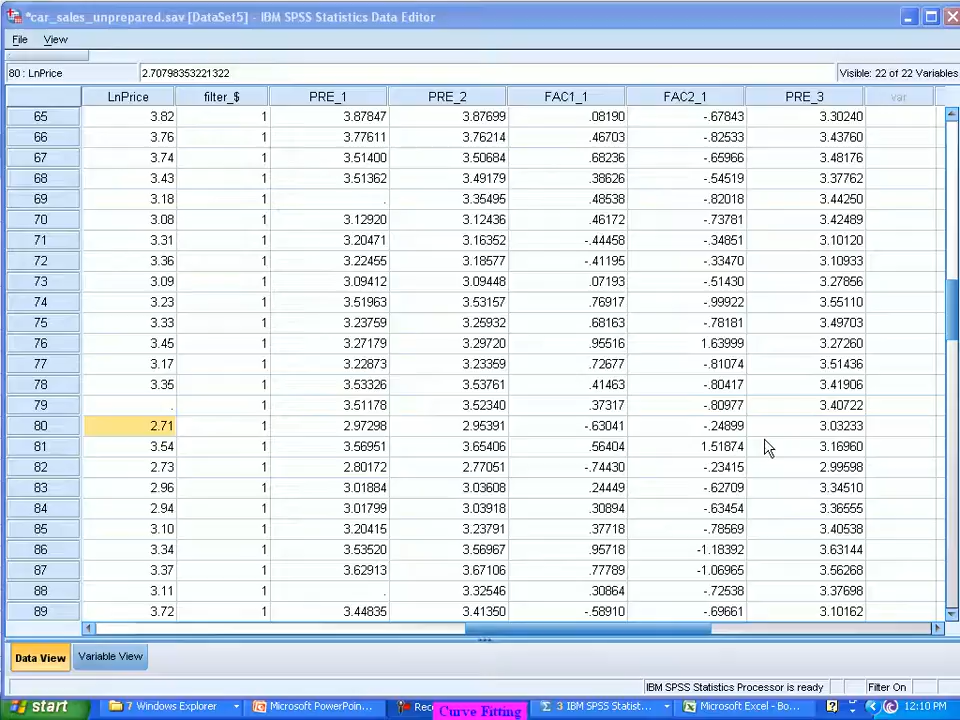 *car_sales_unprepared.sav [DataSet5] - IBM SPSS Statistics Data Editor
File View
80 : LnPrice 2.70798353221322 Visible: 22 of 22 Variables
LnPrice filter_$ PRE_1 PRE_2 FAC1_1 FAC2_1 PRE_3 var
65 3.82 1 3.87847 3.87699 .08190 -.67843 3.30240
66 3.76 1 3.77611 3.76214 .46703 -.82533 3.43760
67 3.74 1 3.51400 3.50684 .68236 -.65966 3.48176
68 3.43 1 3.51362 3.49179 .38626 -.54519 3.37762
69 3.18 1 . 3.35495 .48538 -.82018 3.44250
70 3.08 1 3.12920 3.12436 .46172 -.73781 3.42489
71 3.31 1 3.20471 3.16352 -.44458 -.34851 3.10120
72 3.36 1 3.22455 3.18577 -.41195 -.33470 3.10933
73 3.09 1 3.09412 3.09448 .07193 -.51430 3.27856
74 3.23 1 3.51963 3.53157 .76917 -.99922 3.55110
75 3.33 1 3.23759 3.25932 .68163 -.78181 3.49703
76 3.45 1 3.27179 3.29720 .95516 1.63999 3.27260
77 3.17 1 3.22873 3.23359 .72677 -.81074 3.51436
78 3.35 1 3.53326 3.53761 .41463 -.80417 3.41906
79 . 1 3.51178 3.52340 .37317 -.80977 3.40722
80 2.71 1 2.97298 2.95391 -.63041 -.24899 3.03233
81 3.54 1 3.56951 3.65406 .56404 1.51874 3.16960
82 2.73 1 2.80172 2.77051 -.74430 -.23415 2.99598
83 2.96 1 3.01884 3.03608 .24449 -.62709 3.34510
84 2.94 1 3.01799 3.03918 .30894 -.63454 3.36555
85 3.10 1 3.20415 3.23791 .37718 -.78569 3.40538
86 3.34 1 3.53520 3.56967 .95718 -1.18392 3.63144
87 3.37 1 3.62913 3.67106 .77789 -1.06965 3.56268
88 3.11 1 . 3.32546 .30864 -.72538 3.37698
89 3.72 1 3.44835 3.41350 -.58910 -.69661 3.10162
Data View Variable View
IBM SPSS Statistics Processor is ready Filter On
start 7 Windows Explorer Microsoft PowerPoint... Rec Curve Fitting 3 IBM SPSS Statist... Microsoft Excel - Bo... 12:10 PM